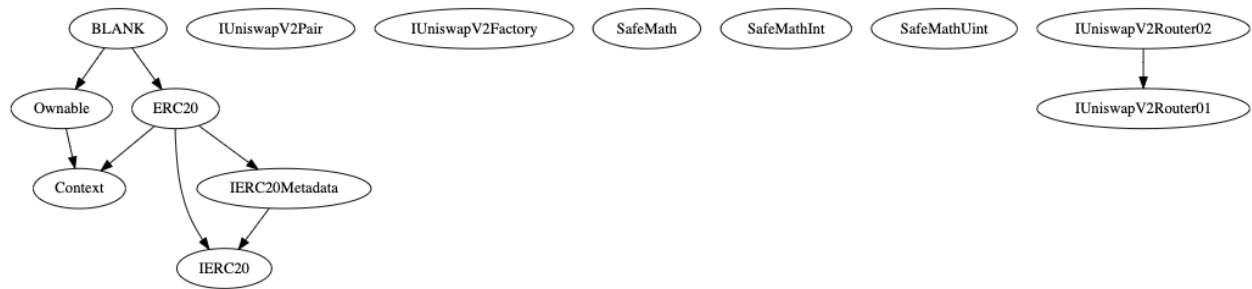 BLANK
IUniswapV2Pair
IUniswapV2Factory
SafeMath
SafeMathInt
SafeMathUint
IUniswapV2Router02
Ownable
ERC20
IUniswapV2Router01
Context
IERC20Metadata
IERC20